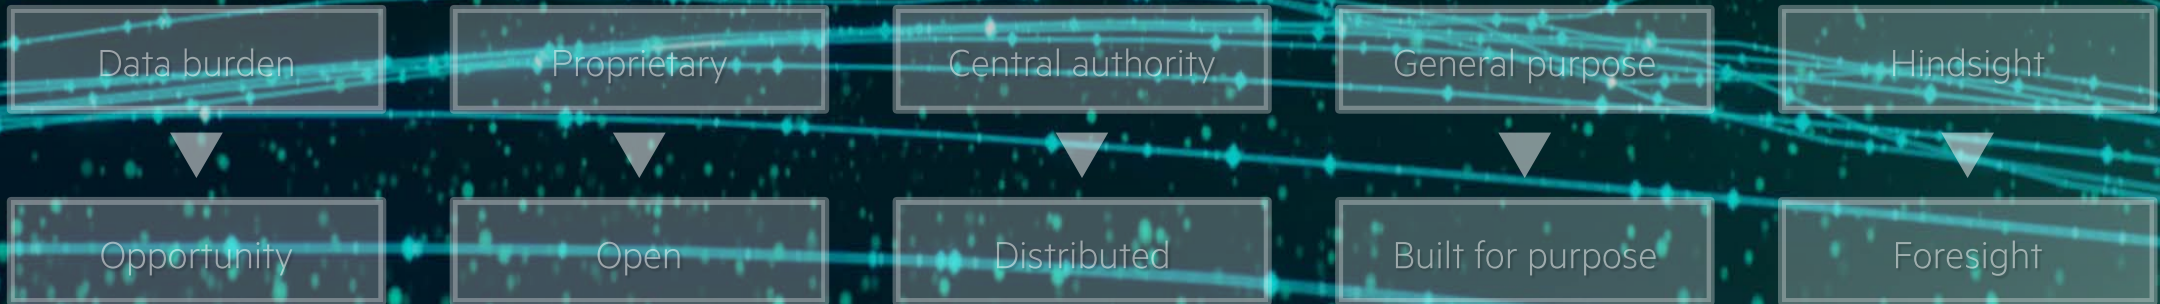 Data burden
Proprietary
Central authority
General purpose
Hindsight
Opportunity
Open
Distributed
Built for purpose
Foresight